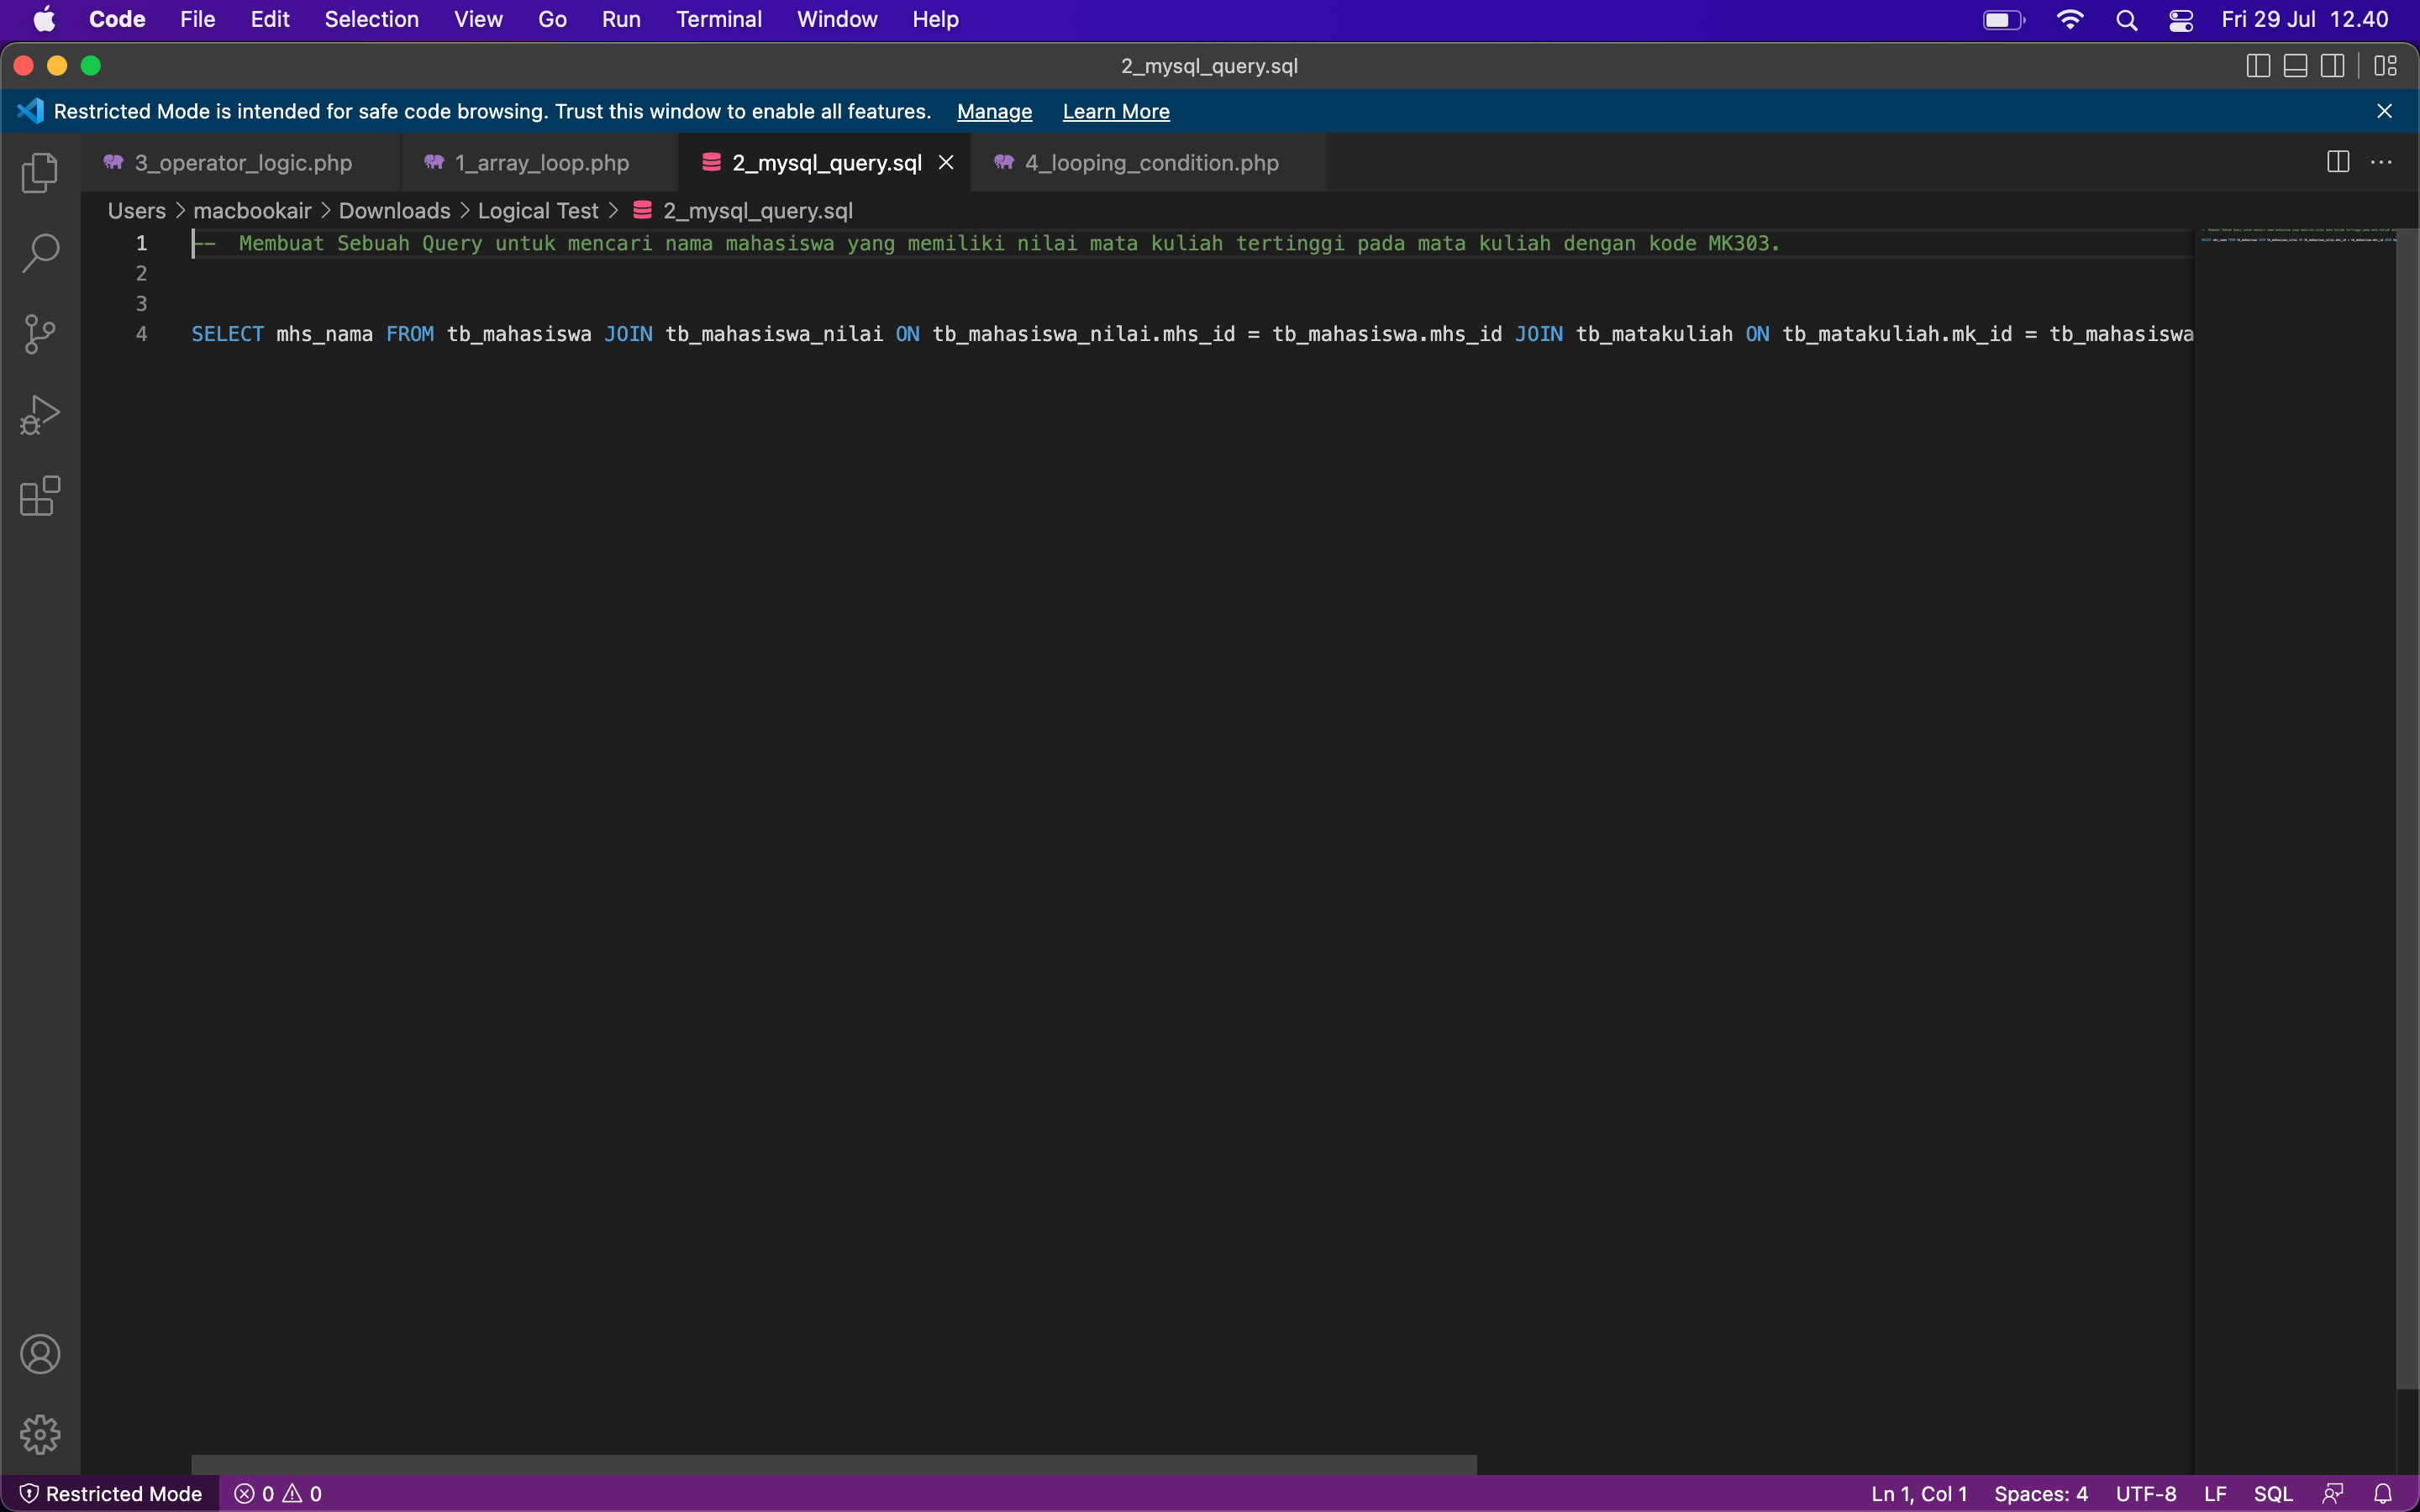 Code File Edit Selection View Go Run Terminal Window Help Fri 29 Jul 12.40
2_mysql_query.sql
Restricted Mode is intended for safe code browsing. Trust this window to enable all features. Manage Learn More
3_operator_logic.php 1_array_loop.php 2_mysql_query.sql 4_looping_condition.php
Users > macbookair > Downloads > Logical Test > 2_mysql_query.sql
1 -- Membuat Sebuah Query untuk mencari nama mahasiswa yang memiliki nilai mata kuliah tertinggi pada mata kuliah dengan kode MK303.
2
3
4 SELECT mhs_nama FROM tb_mahasiswa JOIN tb_mahasiswa_nilai ON tb_mahasiswa_nilai.mhs_id = tb_mahasiswa.mhs_id JOIN tb_matakuliah ON tb_matakuliah.mk_id = tb_mahasiswa
Restricted Mode 0 0 Ln 1, Col 1 Spaces: 4 UTF-8 LF SQL